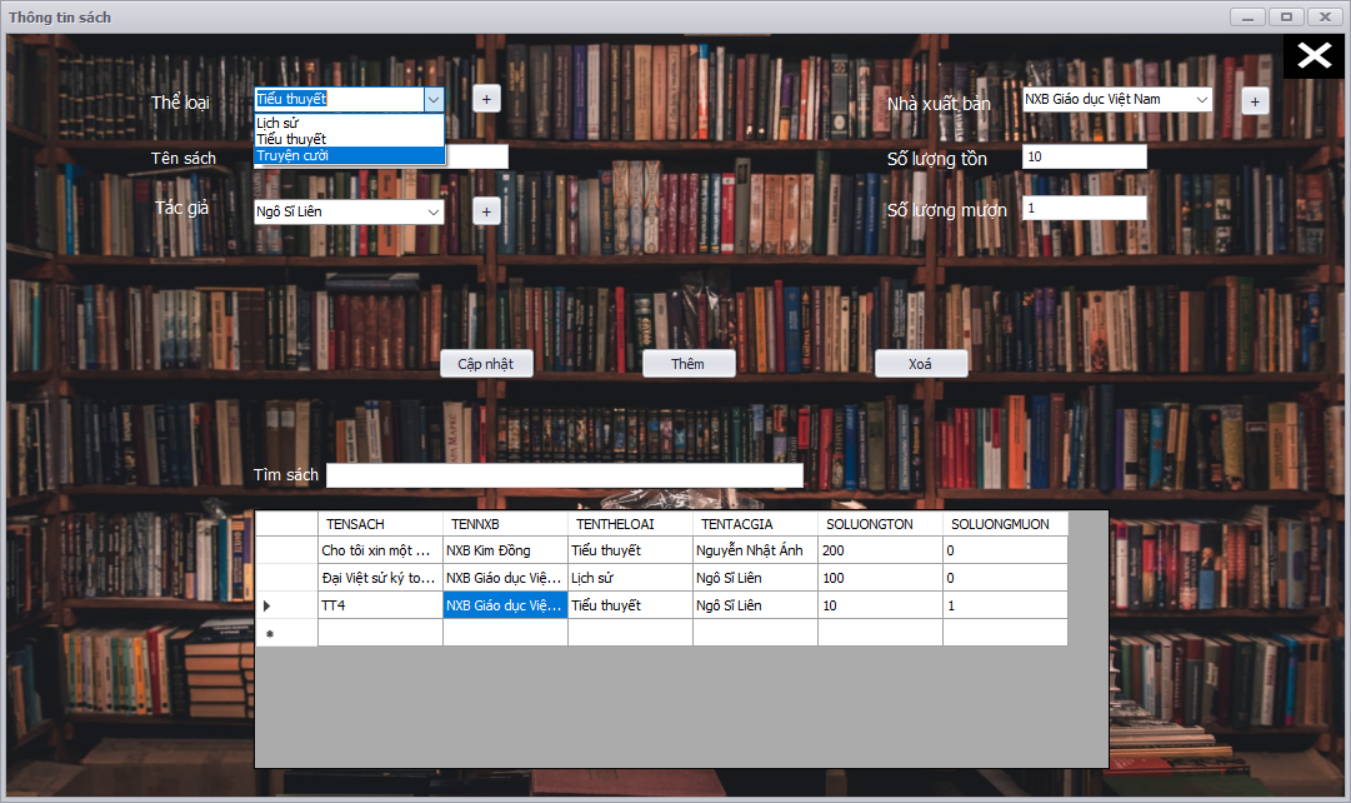 Thông tin sách
Thể loại
Tiểu thuyết
+
Nhà xuất bản
NXB Giáo dục Việt Nam
+
Lịch sử
Tiểu thuyết
Truyện cười
Tên sách
Số lượng tồn
10
Tác giả
Ngô Sĩ Liên
+
Số lượng mượn
1
Cập nhật
Thêm
Xoá
Tìm sách
TENSACH TENNXB TENTHELOAI TENTACGIA SOLUONGTON SOLUONGMUON
Cho tôi xin một ... NXB Kim Đồng Tiểu thuyết Nguyễn Nhật Ánh 200 0
Đại Việt sử ký to... NXB Giáo dục Việ... Lịch sử Ngô Sĩ Liên 100 0
TT4 NXB Giáo dục Việ... Tiểu thuyết Ngô Sĩ Liên 10 1